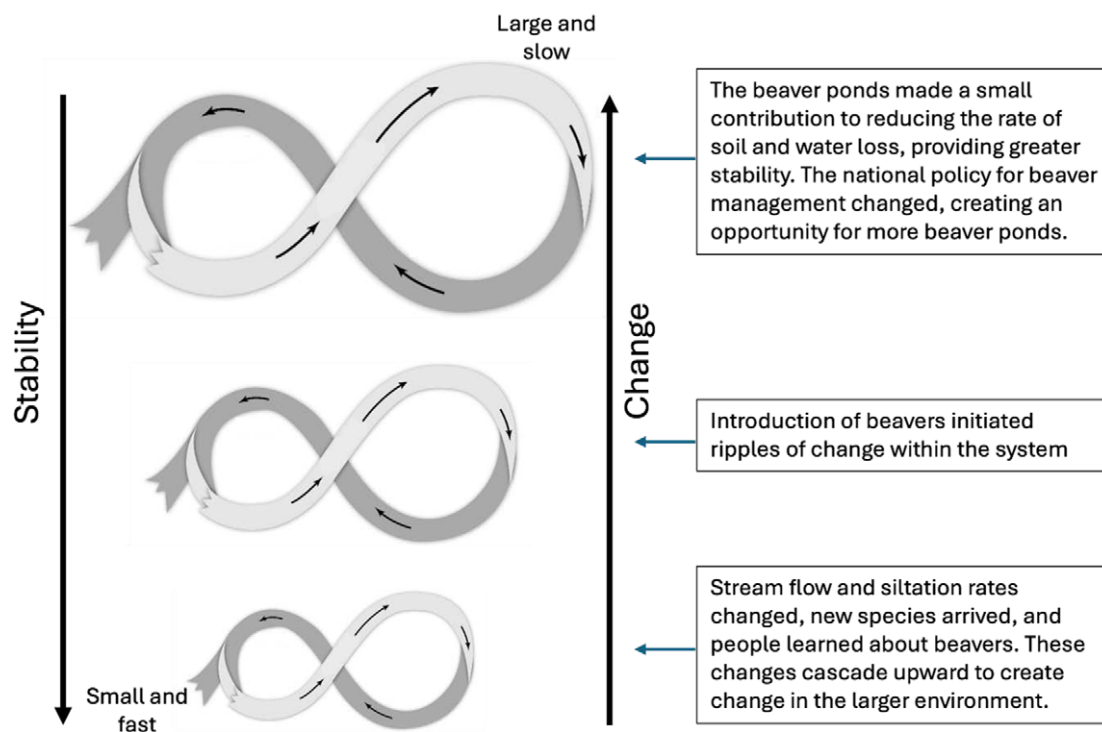 Large and
slow
The beaver ponds made a small
contribution to reducing the rate of
soil and water loss, providing greater
stability. The national policy for beaver
management changed, creating an
opportunity for more beaver ponds.
Stability
Change
Introduction of beavers initiated
ripples of change within the system
Stream flow and siltation rates
changed, new species arrived, and
people learned about beavers. These
changes cascade upward to create
change in the larger environment.
Small and
fast